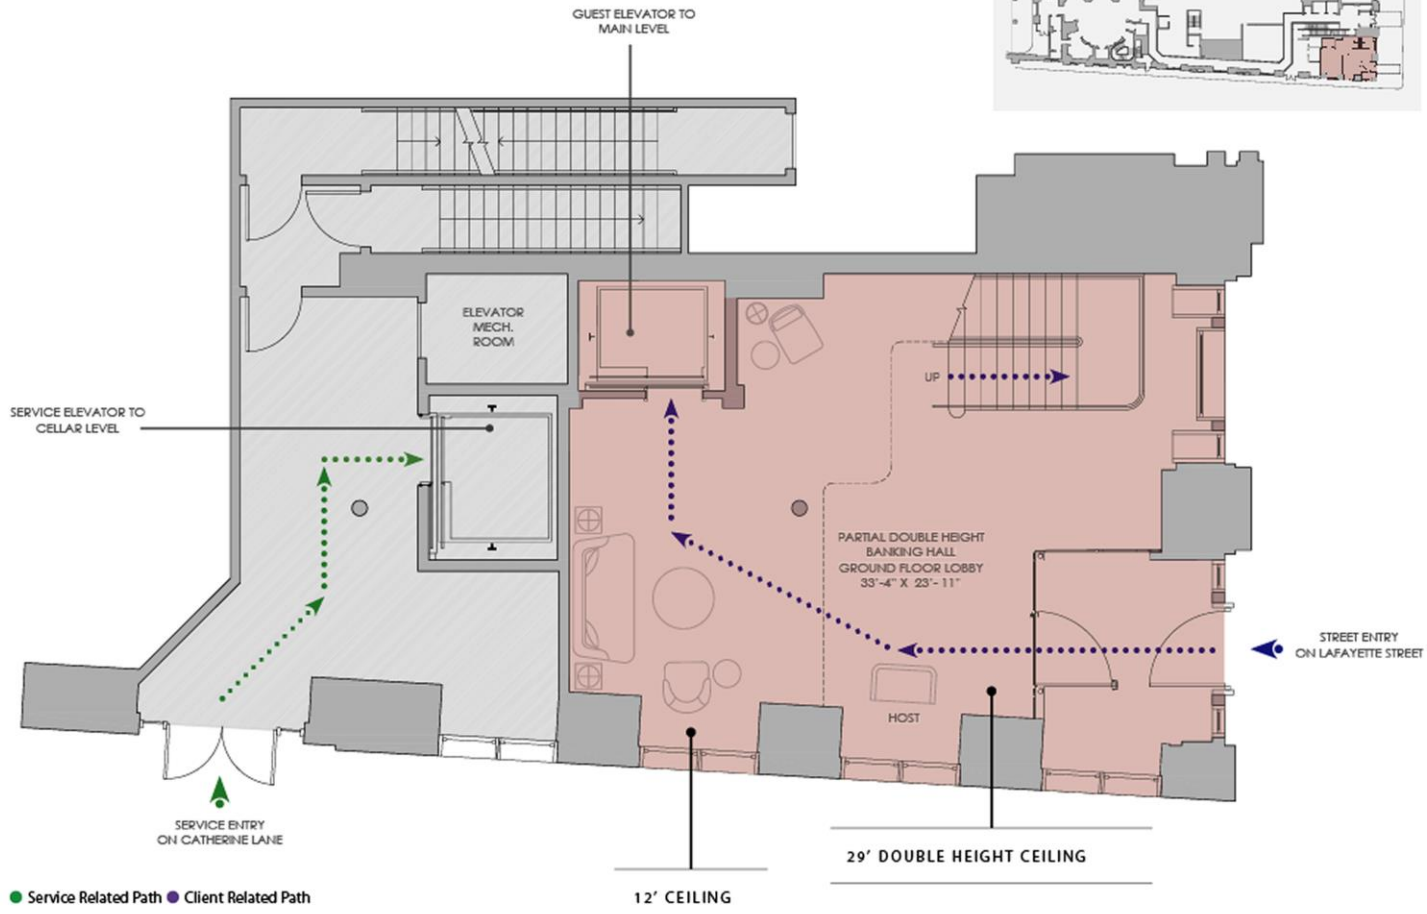 GUEST ELEVATOR TO
MAIN LEVEL
ELEVATOR
MECH.
ROOM
SERVICE ELEVATOR TO
CELLAR LEVEL
UP
PARTIAL DOUBLE HEIGHT
BANKING HALL
GROUND FLOOR LOBBY
33'-4" X 23'-11"
STREET ENTRY
ON LAFAYETTE STREET
HOST
SERVICE ENTRY
ON CATHERINE LANE
29' DOUBLE HEIGHT CEILING
12' CEILING
Service Related Path
Client Related Path